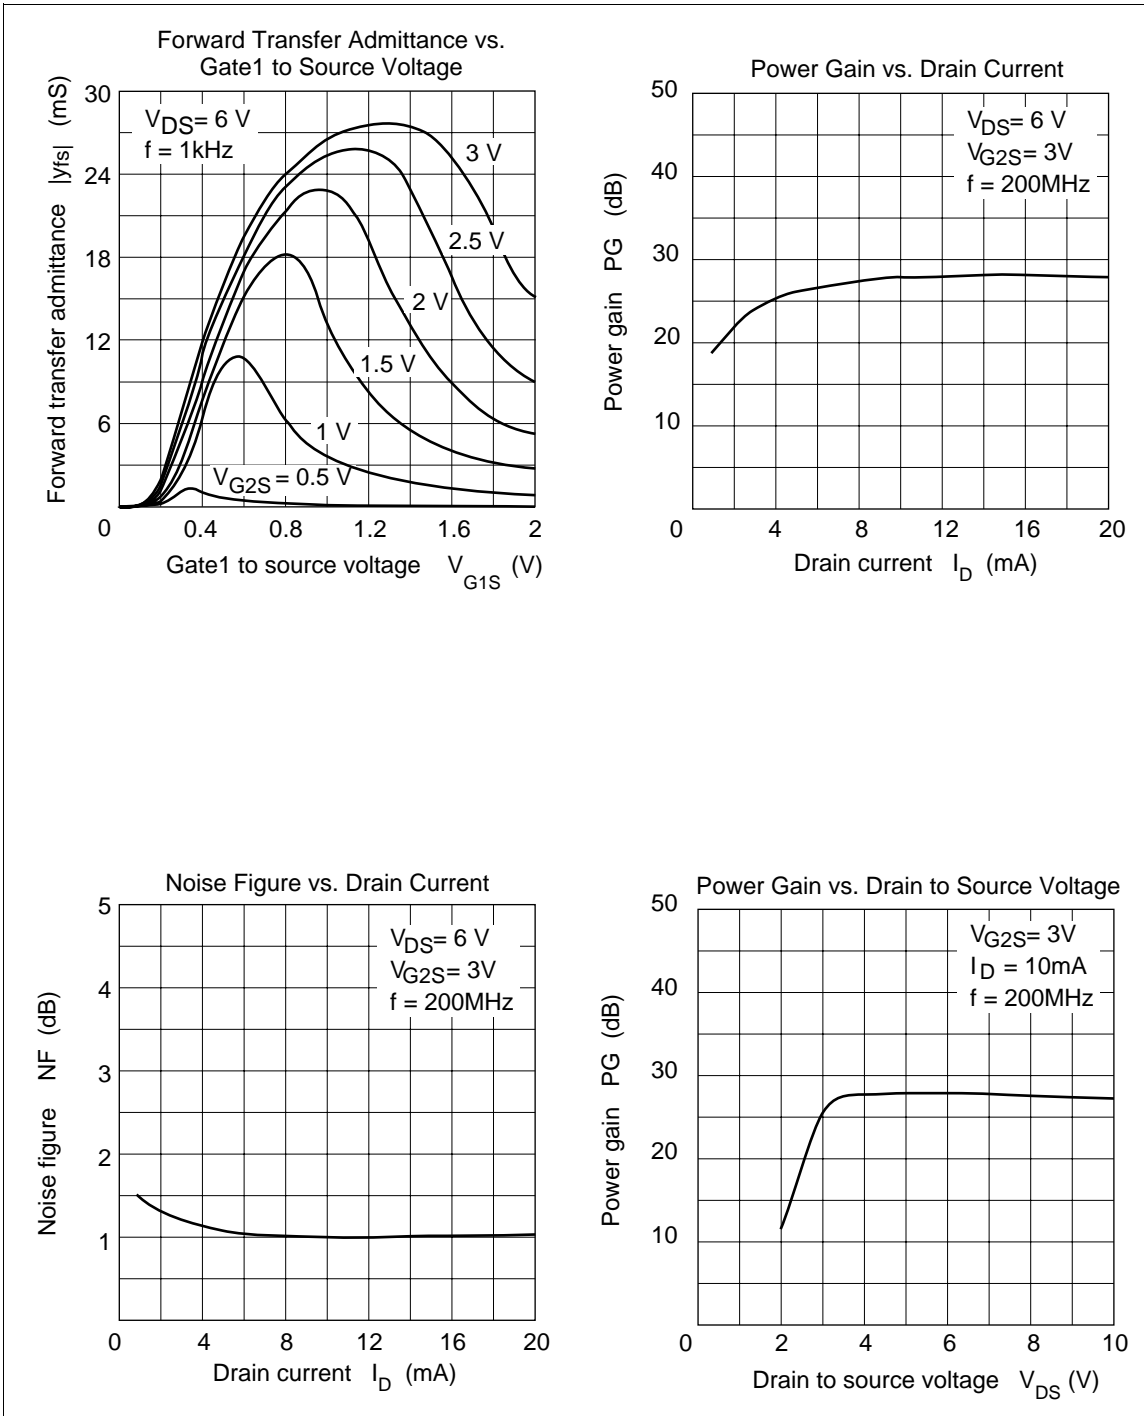 Forward Transfer Admittance vs.
Gate1 to Source Voltage
Forward transfer admittance |yfs| (mS)
30
24
18
12
6
VDS= 6 V
f = 1kHz
3 V
2.5 V
2 V
1.5 V
1 V
VG2S = 0.5 V
0 0.4 0.8 1.2 1.6 2
Gate1 to source voltage VG1S (V)
Power Gain vs. Drain Current
Power gain PG (dB)
50
40
30
20
10
VDS= 6 V
VG2S= 3V
f = 200MHz
0 4 8 12 16 20
Drain current ID (mA)
Noise Figure vs. Drain Current
Noise figure NF (dB)
5
4
3
2
1
VDS= 6 V
VG2S= 3V
f = 200MHz
0 4 8 12 16 20
Drain current ID (mA)
Power Gain vs. Drain to Source Voltage
Power gain PG (dB)
50
40
30
20
10
VG2S= 3V
ID = 10mA
f = 200MHz
0 2 4 6 8 10
Drain to source voltage VDS (V)